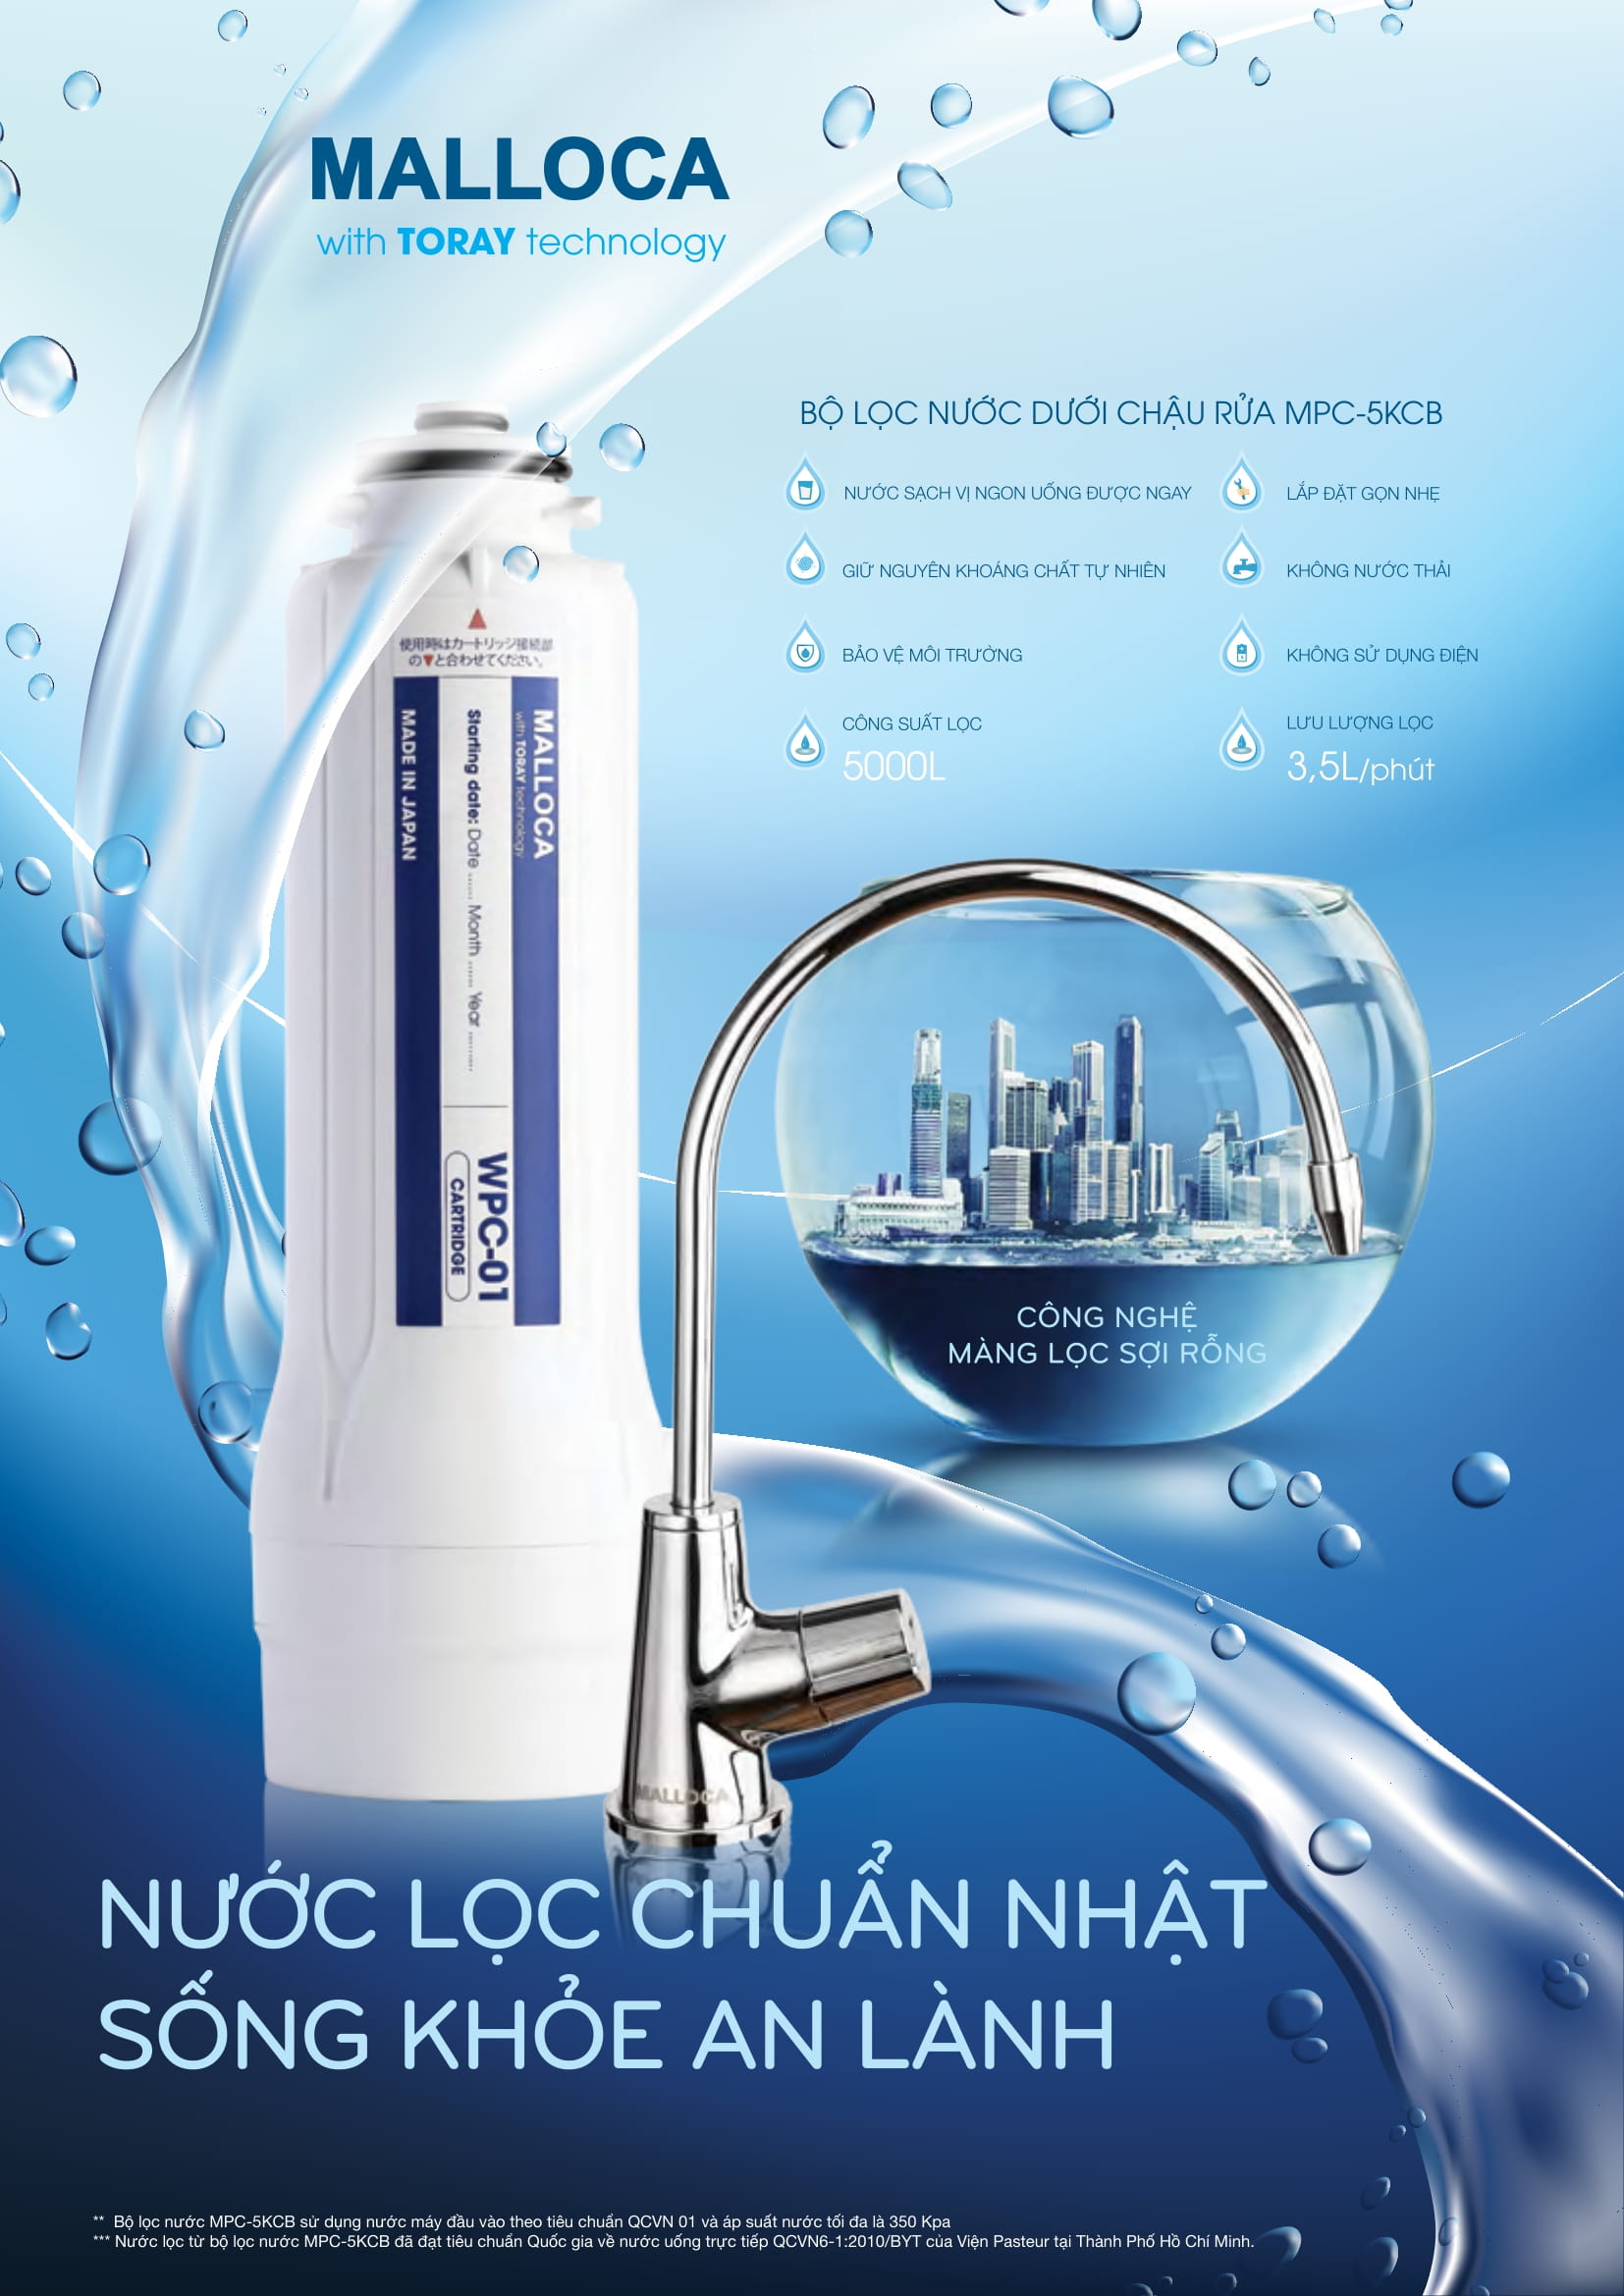 MALLOCA
with TORAY technology
BỘ LỌC NƯỚC DƯỚI CHẬU RỬA MPC-5KCB
NƯỚC SẠCH VỊ NGON UỐNG ĐƯỢC NGAY
LẮP ĐẶT GỌN NHẸ
GIỮ NGUYÊN KHOÁNG CHẤT TỰ NHIÊN
KHÔNG NƯỚC THẢI
BẢO VỆ MÔI TRƯỜNG
KHÔNG SỬ DỤNG ĐIỆN
CÔNG SUẤT LỌC
5000L
LƯU LƯỢNG LỌC
3,5L/phút
使用時はカートリッジ接続部
の▼と合わせてください。
MALLOCA
with TORAY technology
Starting date: Date ...... Month ...... Year ......
MADE IN JAPAN
WPC-01
CARTRIDGE
CÔNG NGHỆ
MÀNG LỌC SỢI RỖNG
MALLOCA
NƯỚC LỌC CHUẨN NHẬT
SỐNG KHỎE AN LÀNH
** Bộ lọc nước MPC-5KCB sử dụng nước máy đầu vào theo tiêu chuẩn QCVN 01 và áp suất nước tối đa là 350 Kpa
*** Nước lọc từ bộ lọc nước MPC-5KCB đã đạt tiêu chuẩn Quốc gia về nước uống trực tiếp QCVN6-1:2010/BYT của Viện Pasteur tại Thành Phố Hồ Chí Minh.